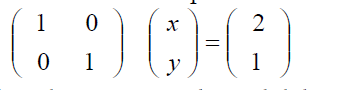 ( 1 0 ) ( x ) = ( 2 )
( 0 1 ) ( y ) ( 1 )